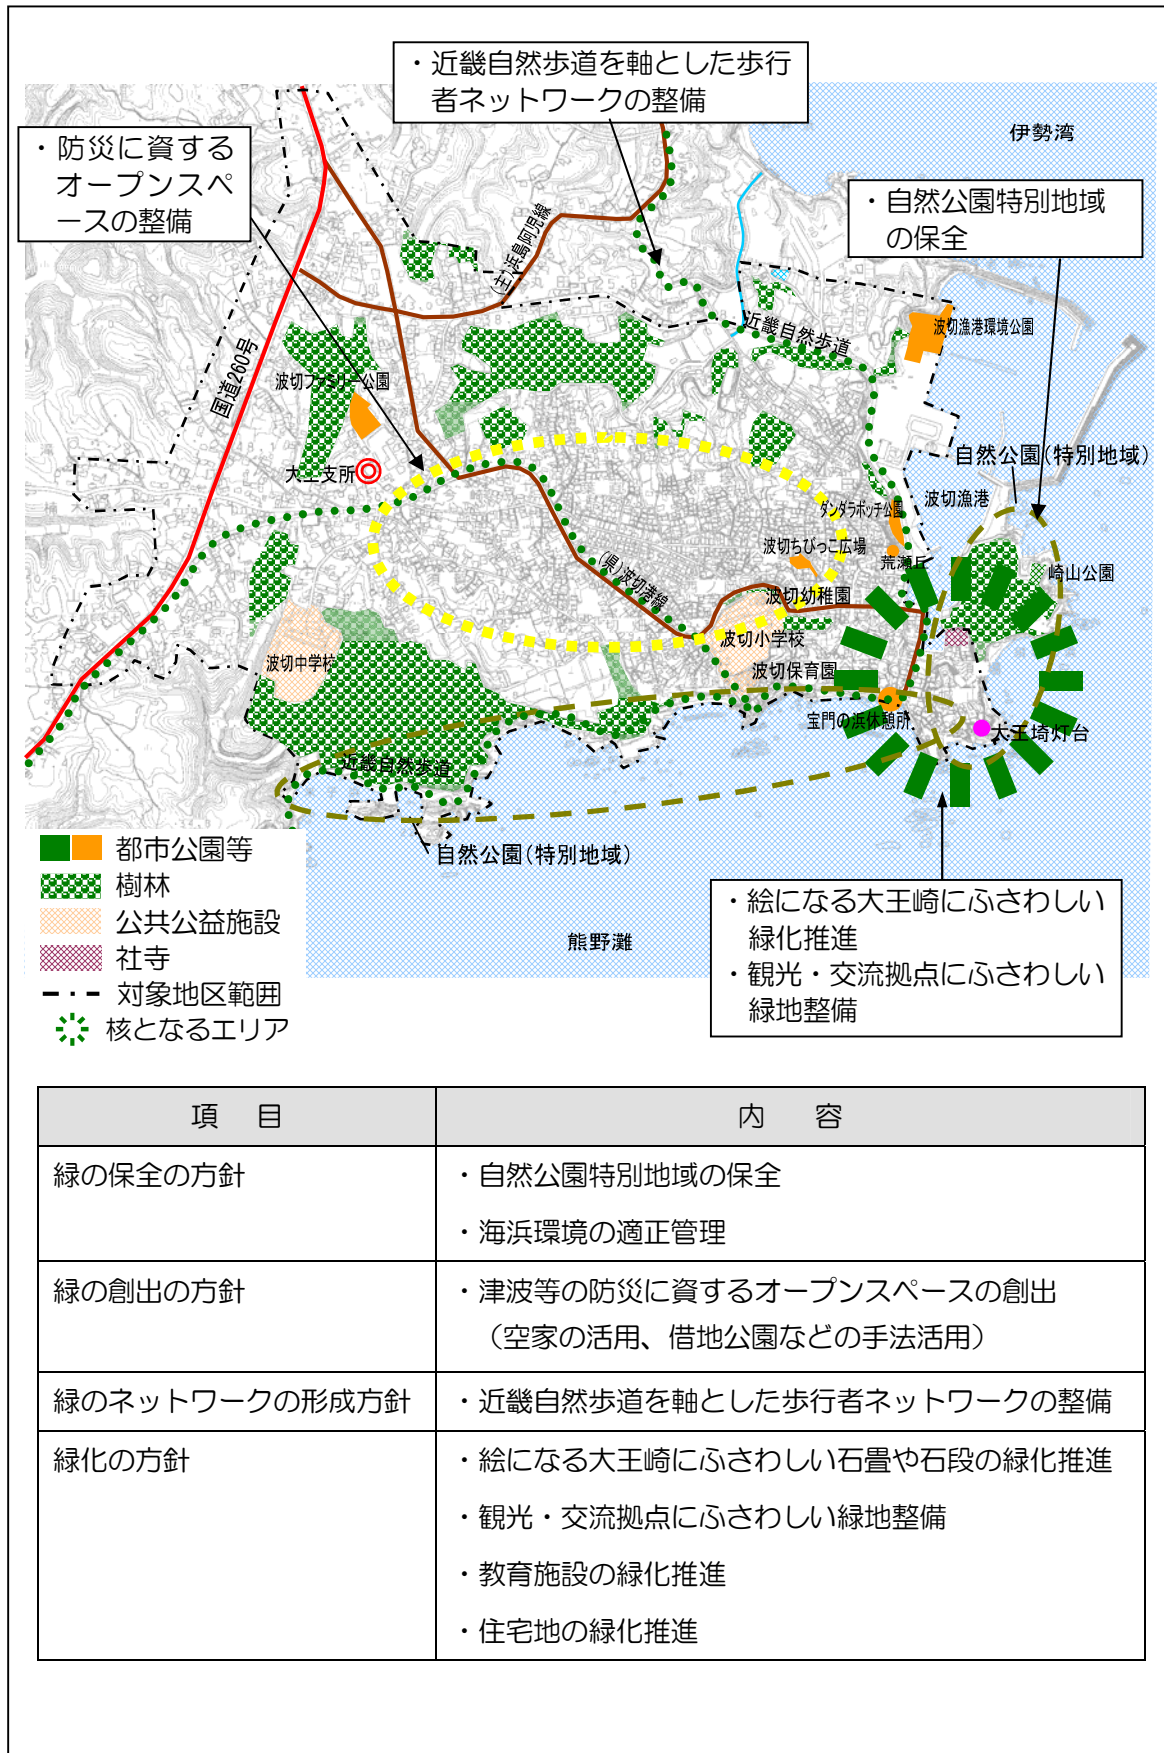 ・近畿自然歩道を軸とした歩行
者ネットワークの整備
伊勢湾
・防災に資する
オープンスペ
ースの整備
・自然公園特別地域
の保全
(主)浜島阿児線
近畿自然歩道
波切漁港環境公園
国道260号
波切ファミリー公園
大王支所
自然公園(特別地域)
波切漁港
ダンダラボッチ公園
波切ちびっこ広場
荒瀬丘
崎山公園
(県)波切港線
波切幼稚園
波切小学校
波切中学校
波切保育園
宝門の浜休憩所
大王埼灯台
近畿自然歩道
自然公園(特別地域)
熊野灘
都市公園等
樹林
公共公益施設
社寺
対象地区範囲
核となるエリア
・絵になる大王崎にふさわしい
緑化推進
・観光・交流拠点にふさわしい
緑地整備
項　目
内　容
緑の保全の方針
・自然公園特別地域の保全
・海浜環境の適正管理
緑の創出の方針
・津波等の防災に資するオープンスペースの創出
（空家の活用、借地公園などの手法活用）
緑のネットワークの形成方針
・近畿自然歩道を軸とした歩行者ネットワークの整備
緑化の方針
・絵になる大王崎にふさわしい石畳や石段の緑化推進
・観光・交流拠点にふさわしい緑地整備
・教育施設の緑化推進
・住宅地の緑化推進